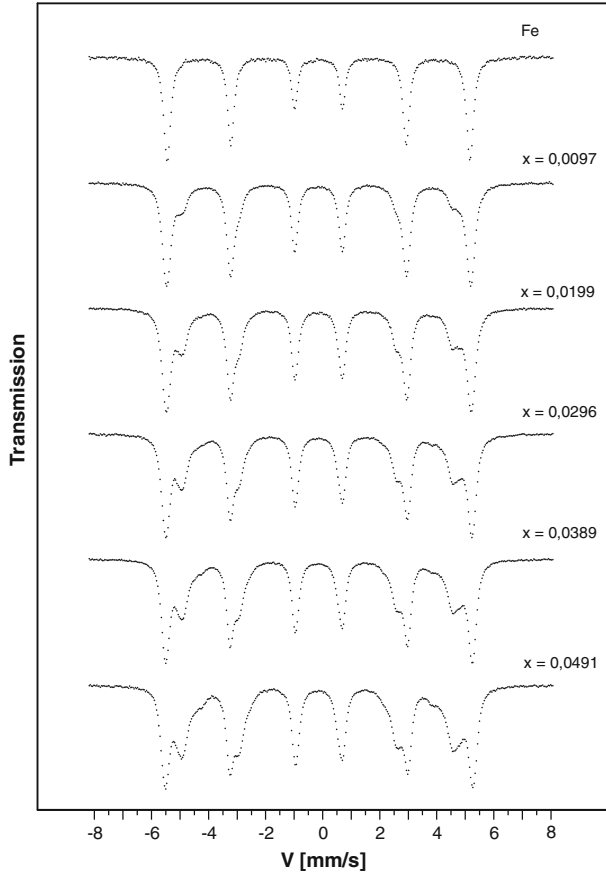 Fe
x = 0,0097
x = 0,0199
x = 0,0296
x = 0,0389
x = 0,0491
Transmission
-8 -6 -4 -2 0 2 4 6 8
V [mm/s]